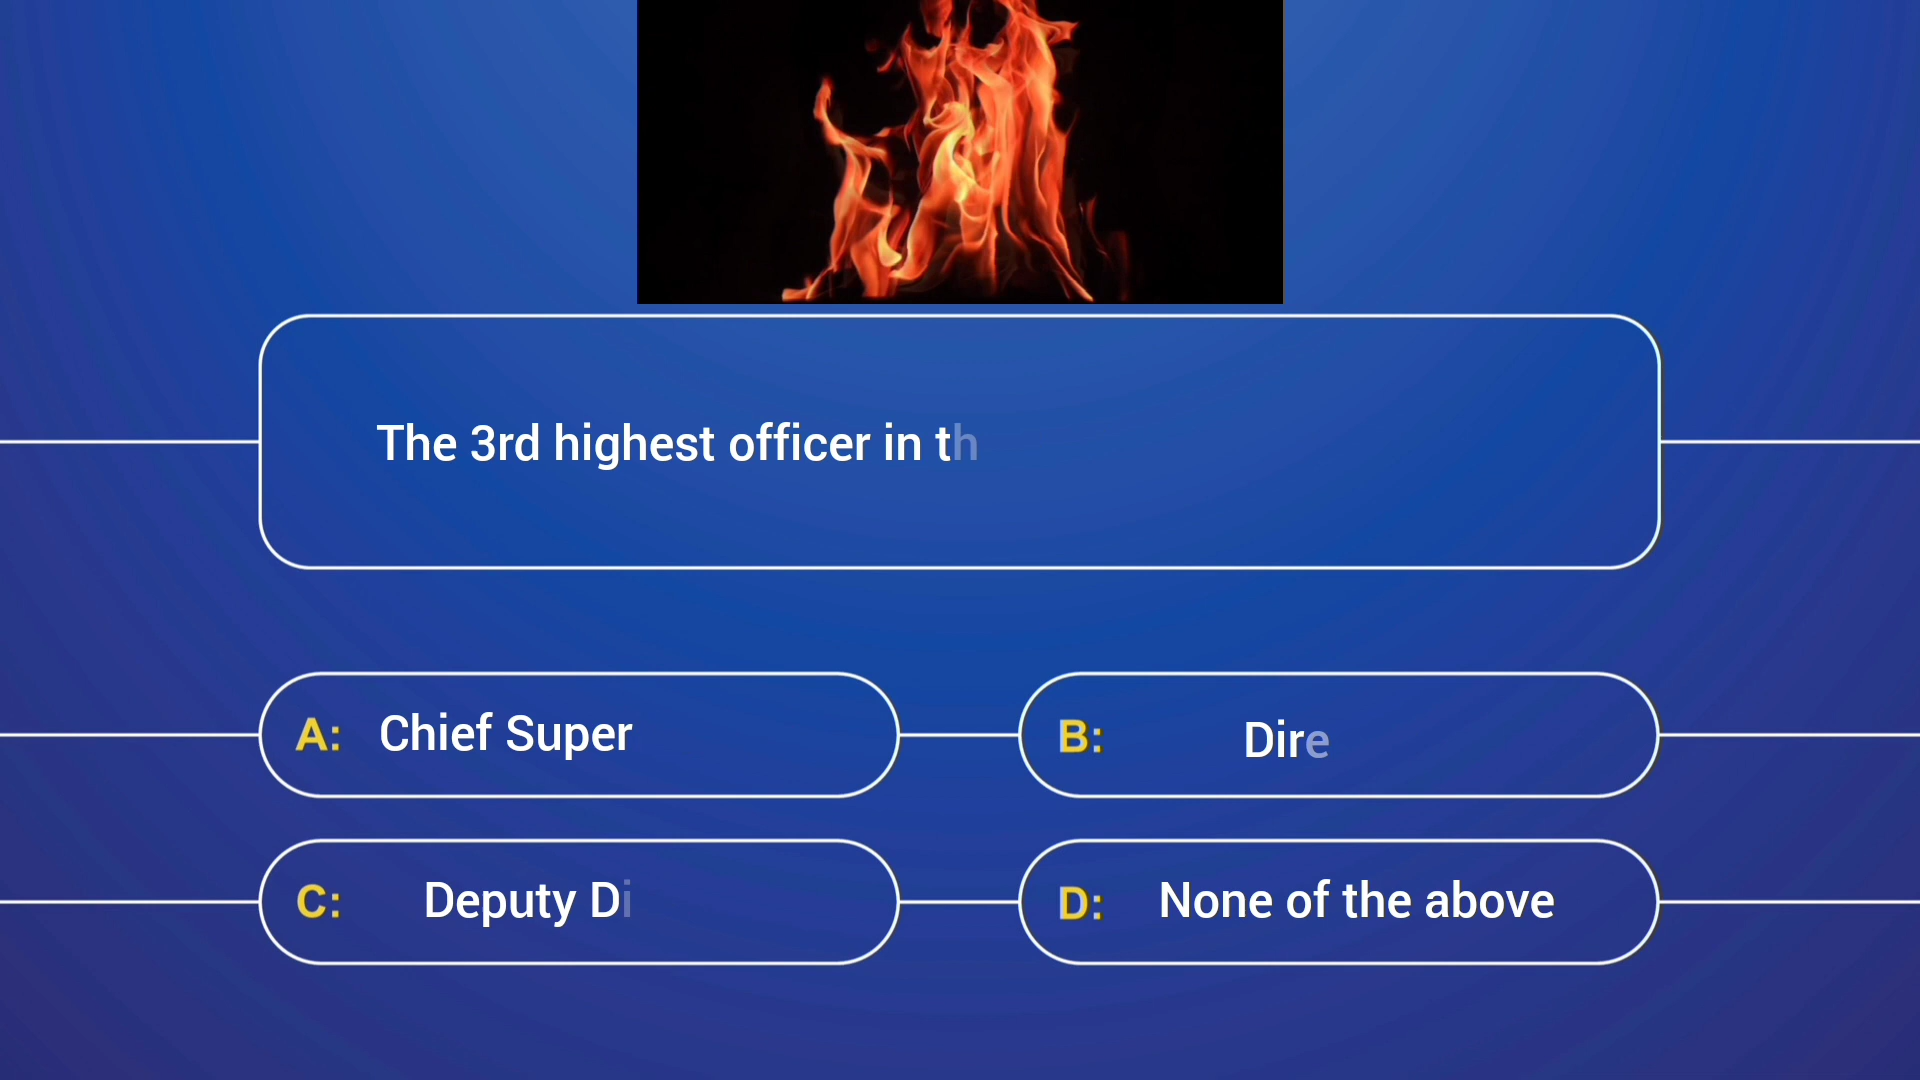 The 3rd highest officer in th
A: Chief Super
B: Dire
C: Deputy Di
D: None of the above